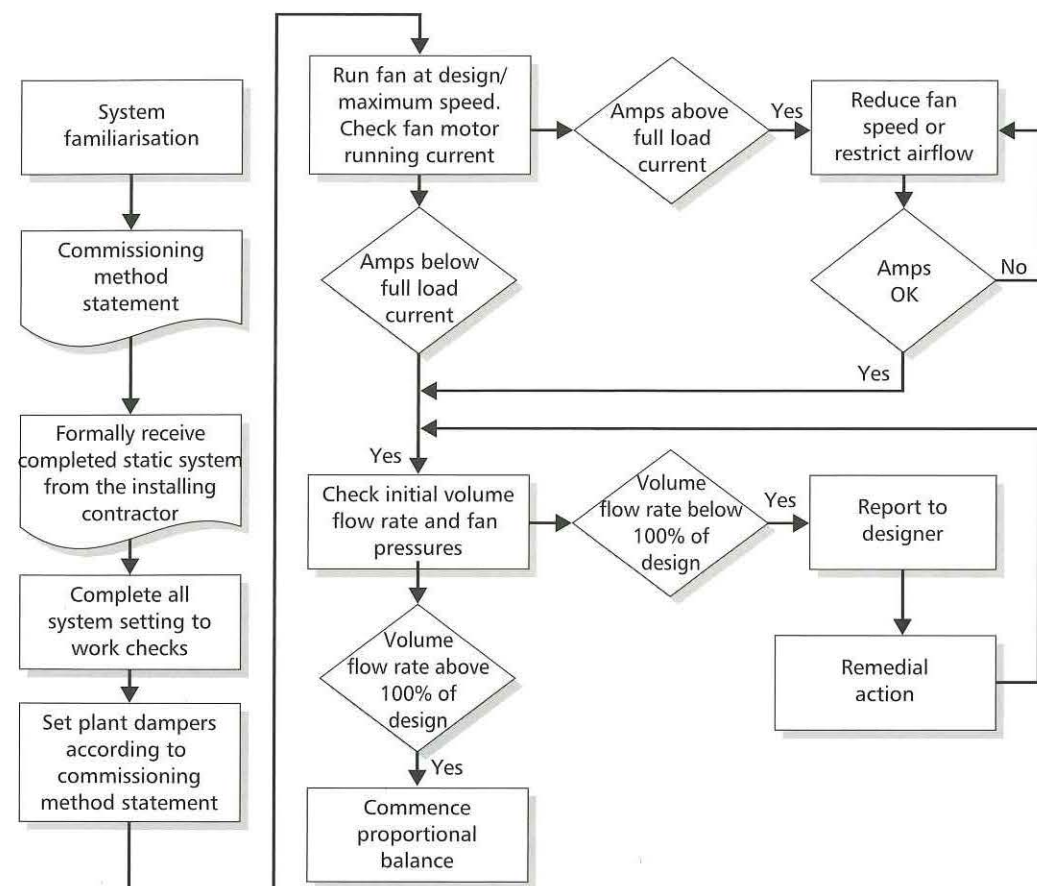 System
familiarisation
Commissioning
method
statement
Formally receive
completed static system
from the installing
contractor
Complete all
system setting to
work checks
Set plant dampers
according to
commissioning
method statement
Run fan at design/
maximum speed.
Check fan motor
running current
Amps above
full load
current
Yes
Reduce fan
speed or
restrict airflow
Amps below
full load
current
Amps
OK
No
Yes
Yes
Check initial volume
flow rate and fan
pressures
Volume
flow rate below
100% of
design
Yes
Report to
designer
Remedial
action
Volume
flow rate above
100% of
design
Yes
Commence
proportional
balance